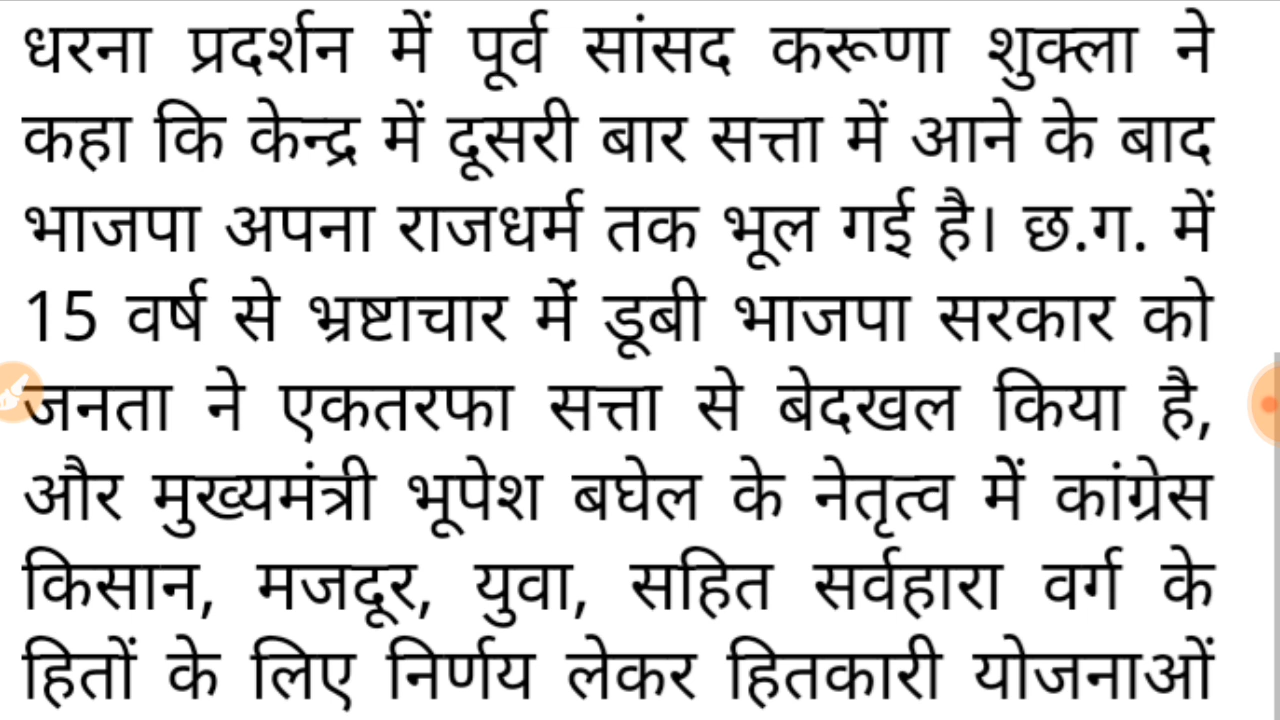 धरना प्रदर्शन में पूर्व सांसद करूणा शुक्ला ने
कहा कि केन्द्र में दूसरी बार सत्ता में आने के बाद
भाजपा अपना राजधर्म तक भूल गई है। छ.ग. में
15 वर्ष से भ्रष्टाचार में डूबी भाजपा सरकार को
जनता ने एकतरफा सत्ता से बेदखल किया है,
और मुख्यमंत्री भूपेश बघेल के नेतृत्व में कांग्रेस
किसान, मजदूर, युवा, सहित सर्वहारा वर्ग के
हितों के लिए निर्णय लेकर हितकारी योजनाओं